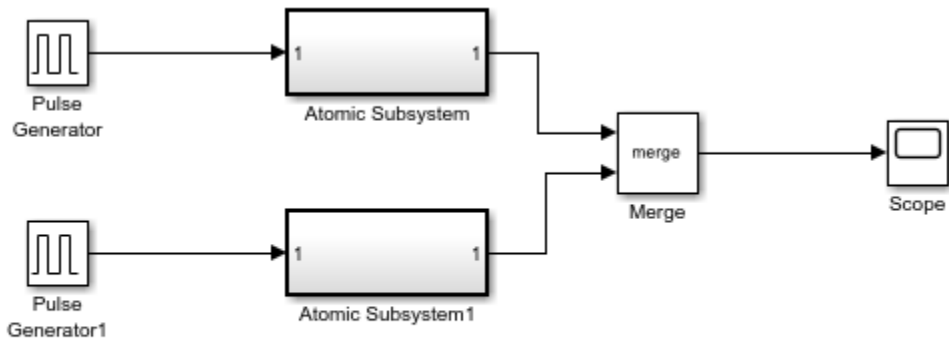 1 1
Pulse
Generator
Atomic Subsystem
merge
Merge
Scope
1 1
Pulse
Generator1
Atomic Subsystem1